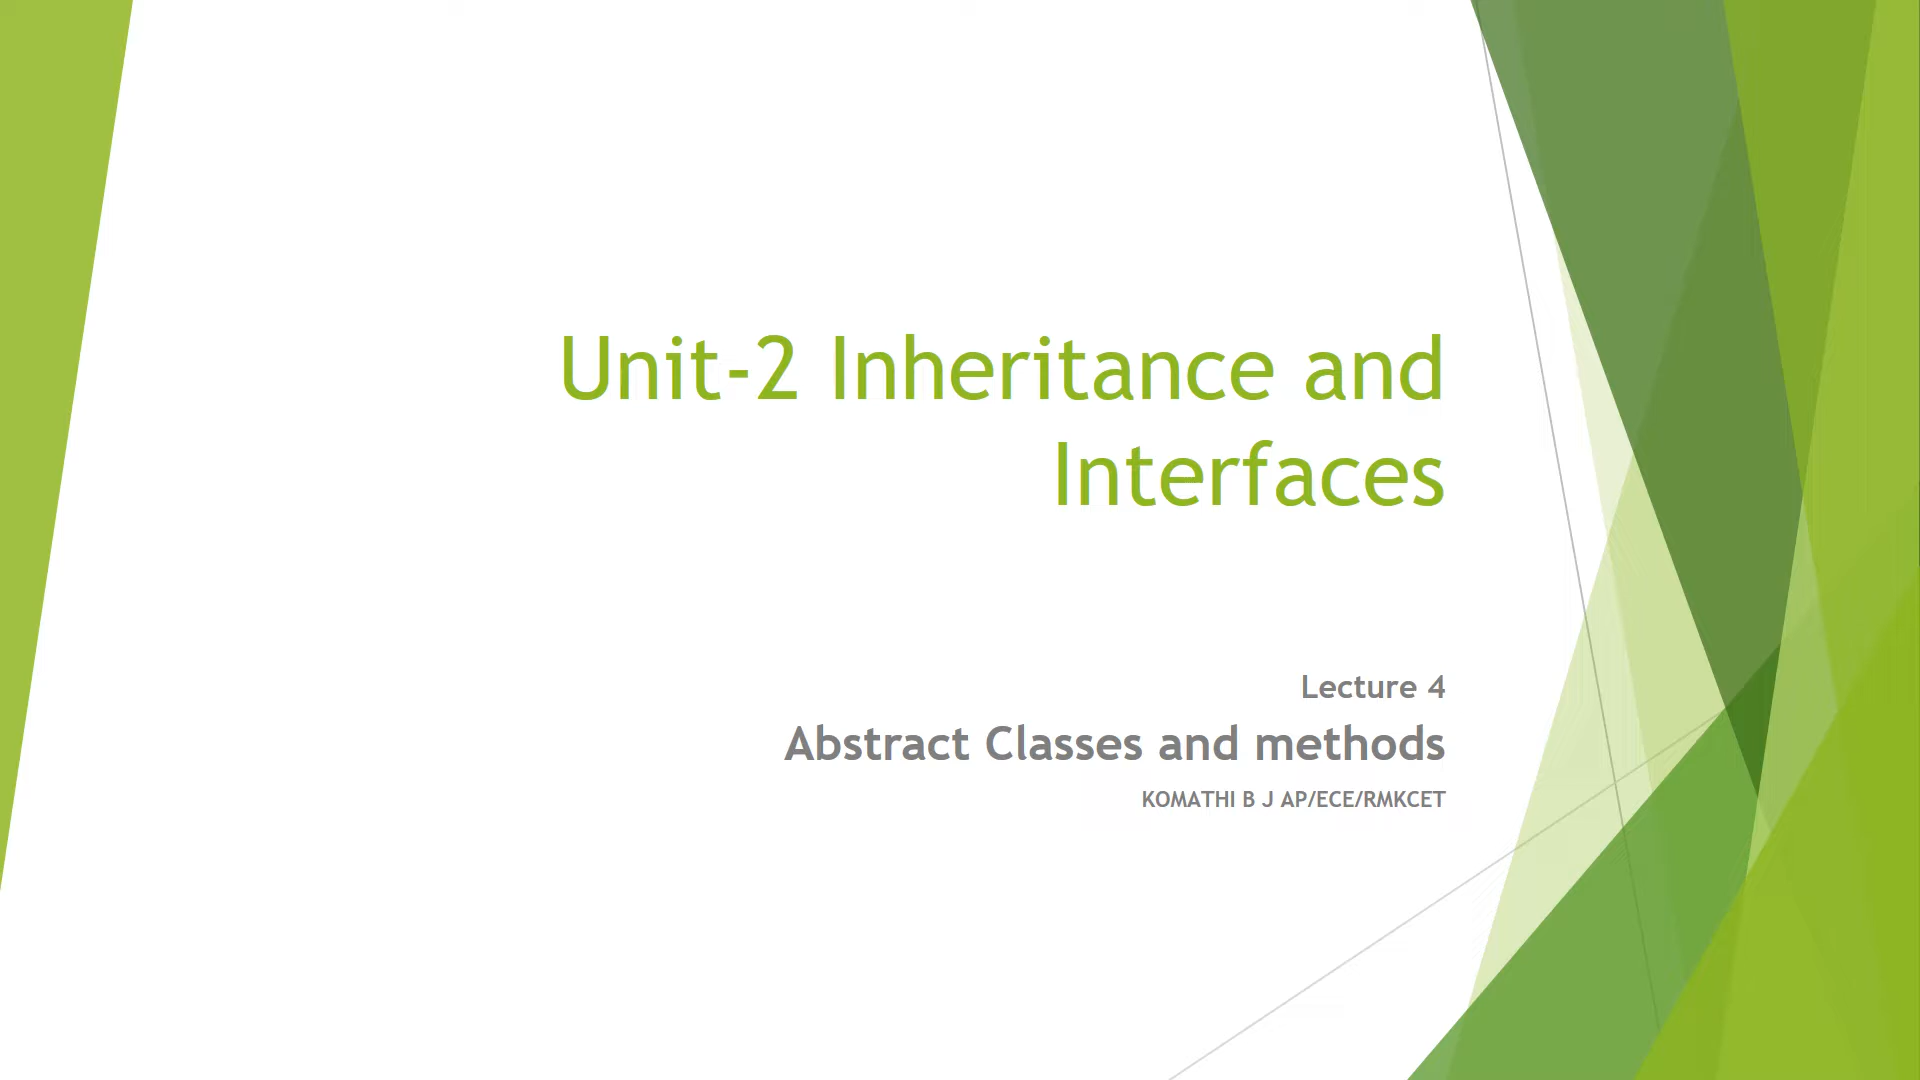 Unit-2 Inheritance and
Interfaces
Lecture 4
Abstract Classes and methods
KOMATHI B J AP/ECE/RMKCET